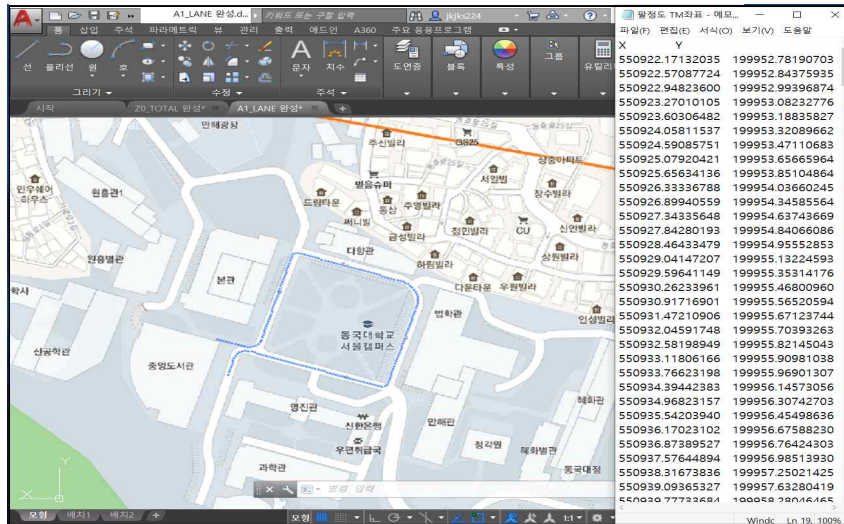 A1_LANE 완성.d...
키워드 또는 구절 입력
jkjks224
홈 삽입 주석 파라메트릭 뷰 관리 출력 애드인 A360 주요 응용프로그램
선 폴리선 원 호
문자 치수
도면층
블록
특성
그룹
유틸리
그리기
수정
주석
시작 Z0_TOTAL 완성* A1_LANE 완성*
만해광장
주신빌라
GS25
상중아파트
믿음슈퍼
서인빌
만우쉐어
하우스
원흥관1
드림타운
동삼
주영빌라
장수빌라
써니빌
금성빌라
정민빌라
CU
신안빌라
원흥별관
다향관
하림빌라
상원빌라
본관
다운타운 우원빌라
학사
법학관
인성빌라
동국대학교
서울캠퍼스
신공학관
중앙도서관
혜화관
명진관
신한은행
만해관
우편취급국
정각원
혜화별관
과학관
동국대정
Y
X
명령 입력
모형 배치1 배치2 +
모형
1:1
팔정도 TM좌표 - 메모...
파일(F) 편집(E) 서식(O) 보기(V) 도움말
X Y
550922.17132035 199952.78190703
550922.57087724 199952.84375935
550922.94823600 199952.99396874
550923.27010105 199953.08232776
550923.60306482 199953.18835827
550924.05811537 199953.32089662
550924.59085751 199953.47110683
550925.07920421 199953.65665964
550925.65634136 199953.85104864
550926.33336788 199954.03660245
550926.89940559 199954.34585564
550927.34335648 199954.63743669
550927.84280193 199954.84066086
550928.46433479 199954.95552853
550929.04147207 199955.13224593
550929.59641149 199955.35314176
550930.26233961 199955.46800960
550930.91716901 199955.56520594
550931.47210906 199955.67123744
550932.04591748 199955.70393263
550932.58198949 199955.82145043
550933.11806166 199955.90981038
550933.76623198 199955.96901307
550934.39442383 199956.14573056
550934.96823157 199956.30742703
550935.54203940 199956.45498636
550936.17023102 199956.67588230
550936.87389527 199956.76424303
550937.57644894 199956.98513930
550938.31673836 199957.25021425
550939.09365327 199957.63280419
550939.77733684 199958.28046465
Windc Ln 19, 100%